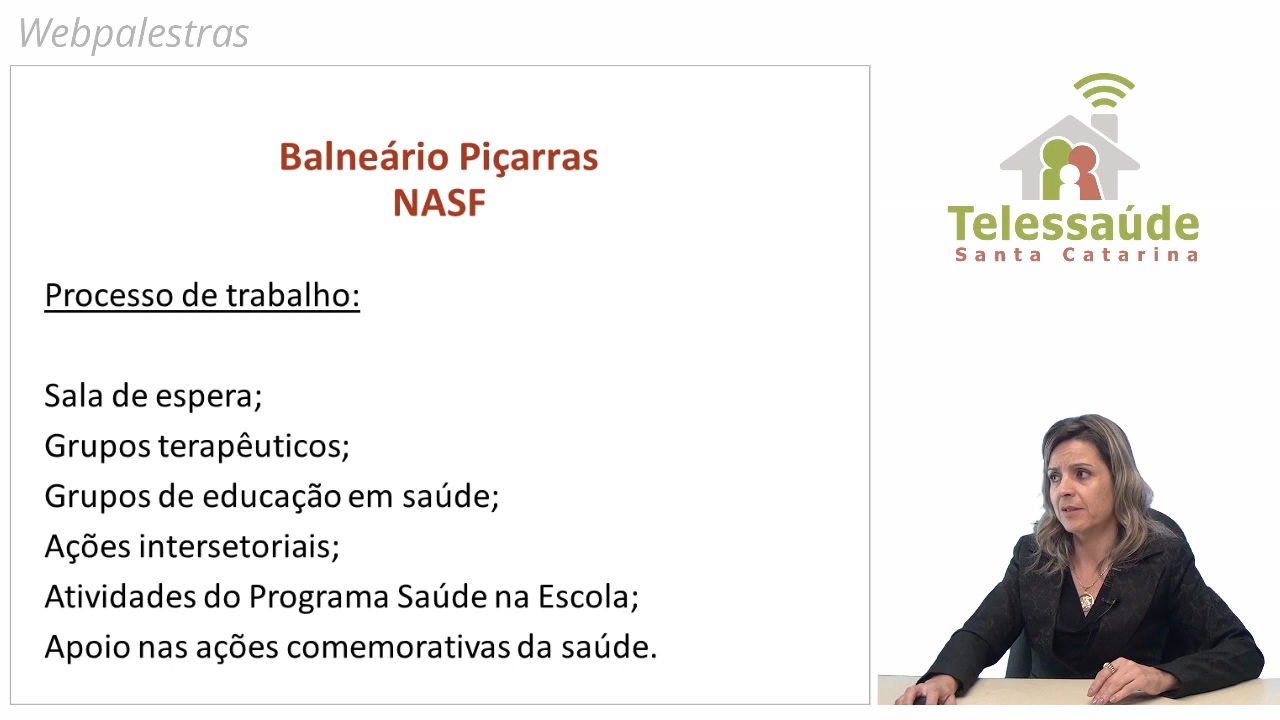 Webpalestras
Balneário Piçarras
NASF
Processo de trabalho:
Sala de espera;
Grupos terapêuticos;
Grupos de educação em saúde;
Ações intersetoriais;
Atividades do Programa Saúde na Escola;
Apoio nas ações comemorativas da saúde.
Telessaúde
Santa Catarina